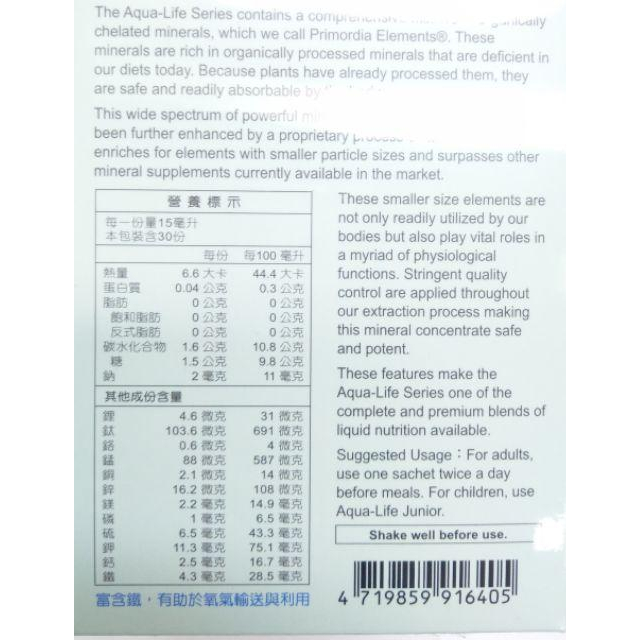 The Aqua-Life Series contains a
chelated minerals, which we call Primordia Elements®. These
minerals are rich in organically processed minerals that are deficient in
our diets today. Because plants have already processed them, they
are safe and readily absorbable by
This wide spectrum of powerful
been further enhanced by a proprietary
enriches for elements with smaller particle sizes and surpasses other
mineral supplements currently available in the market.
營養標示
每一份量15毫升
本包裝含30份
每份 每100 毫升
熱量 6.6 大卡 44.4 大卡
蛋白質 0.04 公克 0.3 公克
脂肪 0 公克 0 公克
飽和脂肪 0 公克 0 公克
反式脂肪 0 公克 0 公克
碳水化合物 1.6 公克 10.8 公克
糖 1.5 公克 9.8 公克
鈉 2 毫克 11 毫克
其他成份含量
鋰 4.6 微克 31 微克
鈦 103.6 微克 691 微克
鉻 0.6 微克 4 微克
錳 88 微克 587 微克
銅 2.1 微克 14 微克
鋅 16.2 微克 108 微克
鎂 2.2 毫克 14.9 毫克
磷 1 毫克 6.5 毫克
硫 6.5 毫克 43.3 毫克
鉀 11.3 毫克 75.1 毫克
鈣 2.5 毫克 16.7 毫克
鐵 4.3 毫克 28.5 毫克
富含鐵，有助於氧氣輸送與利用
These smaller size elements are
not only readily utilized by our
bodies but also play vital roles in
a myriad of physiological
functions. Stringent quality
control are applied throughout
our extraction process making
this mineral concentrate safe
and potent.
These features make the
Aqua-Life Series one of the
complete and premium blends of
liquid nutrition available.
Suggested Usage：For adults,
use one sachet twice a day
before meals. For children, use
Aqua-Life Junior.
Shake well before use.
4 719859 916405